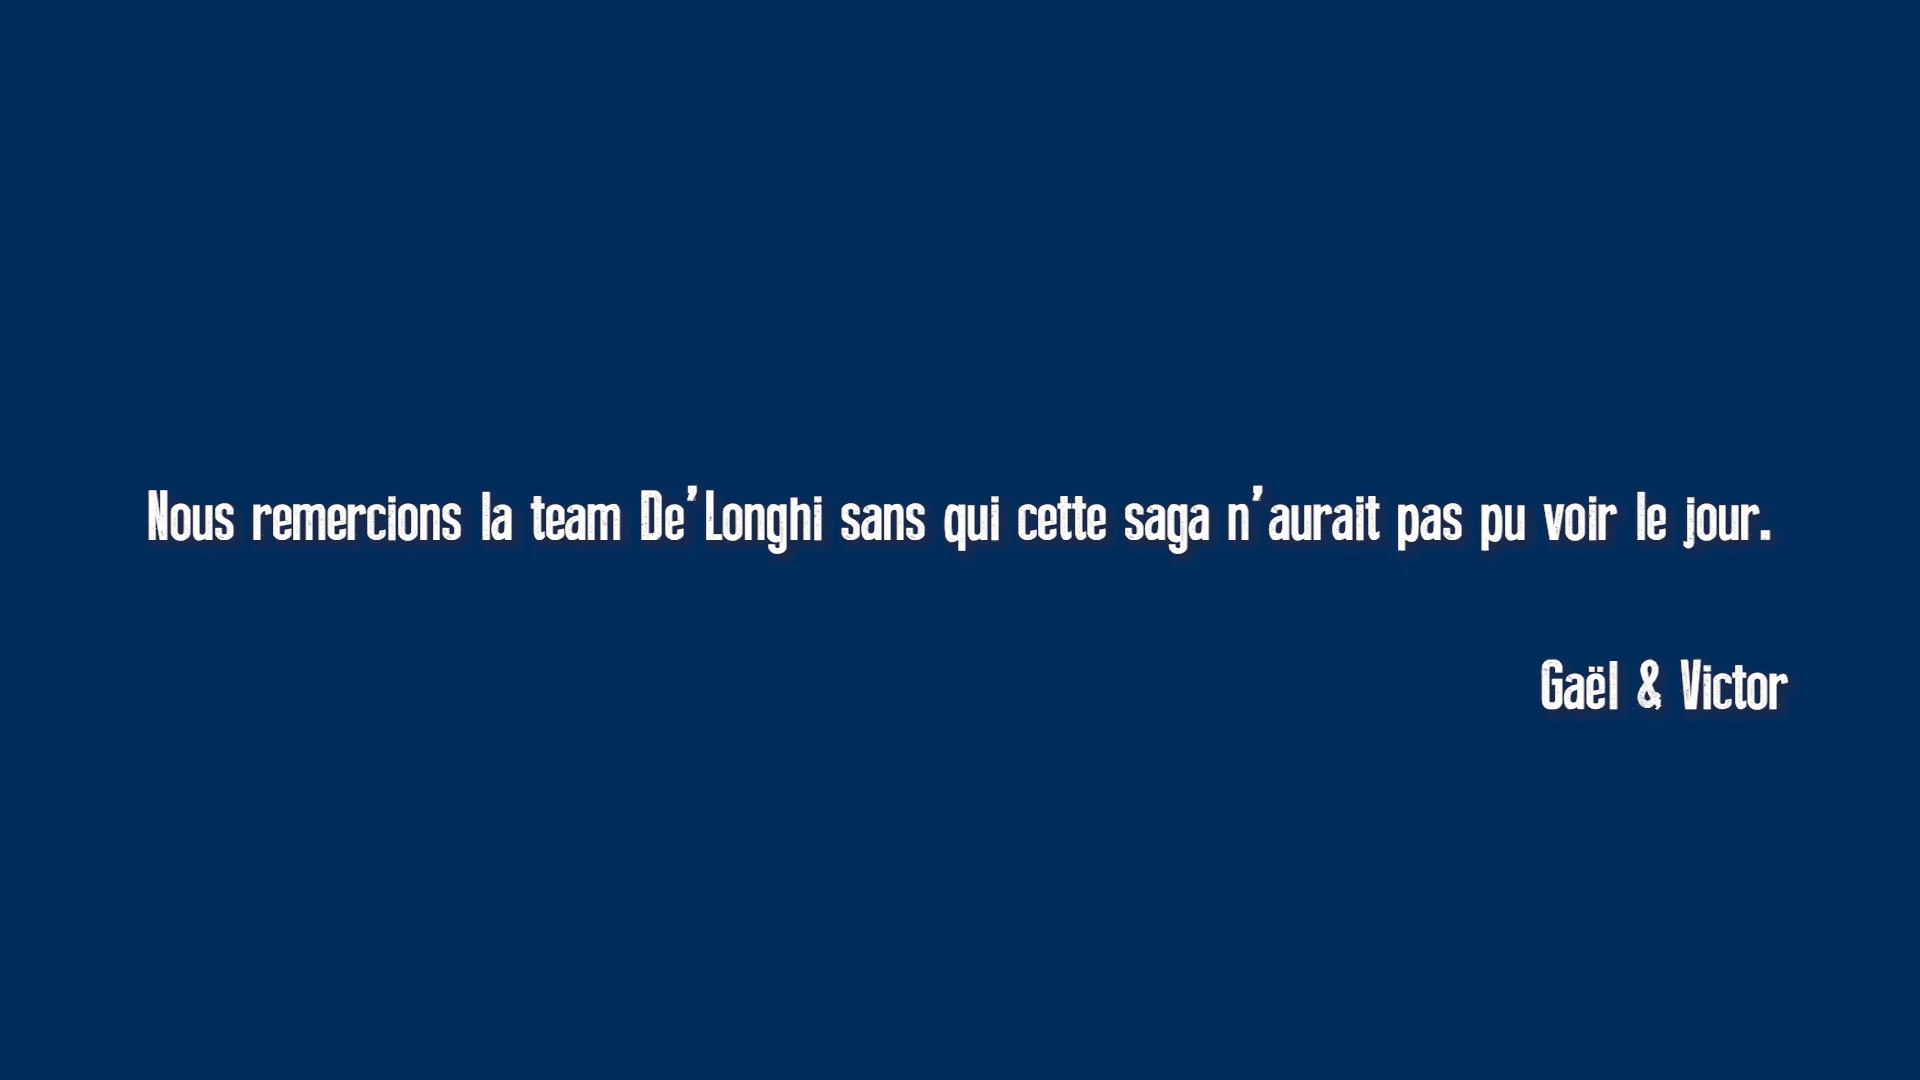 Nous remercions la team De’Longhi sans qui cette saga n’aurait pas pu voir le jour.
Gaël & Victor